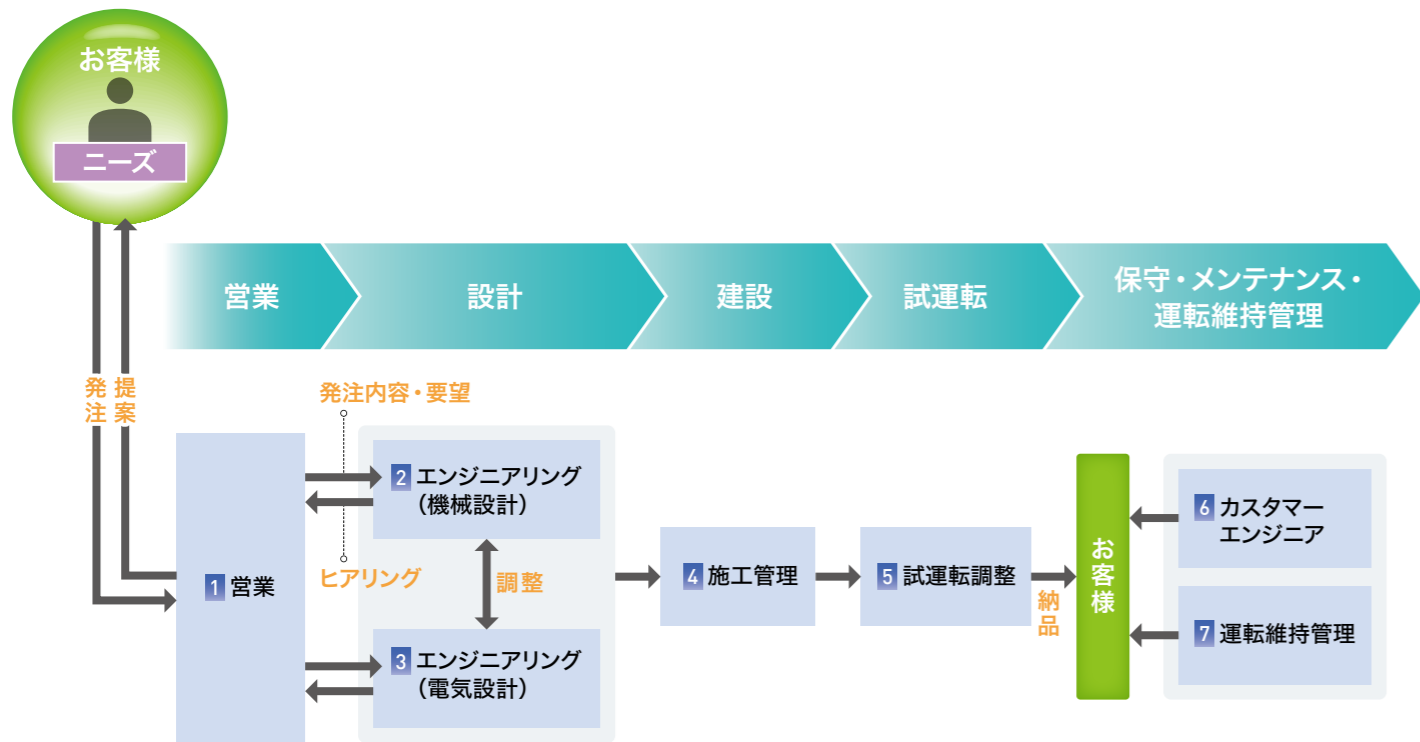 お客様
ニーズ
営業
設計
建設
試運転
保守・メンテナンス・
運転維持管理
発注
提案
発注内容・要望
1 営業
2 エンジニアリング
(機械設計)
ヒアリング
調整
3 エンジニアリング
(電気設計)
4 施工管理
5 試運転調整
納品
お客様
6 カスタマー
エンジニア
7 運転維持管理